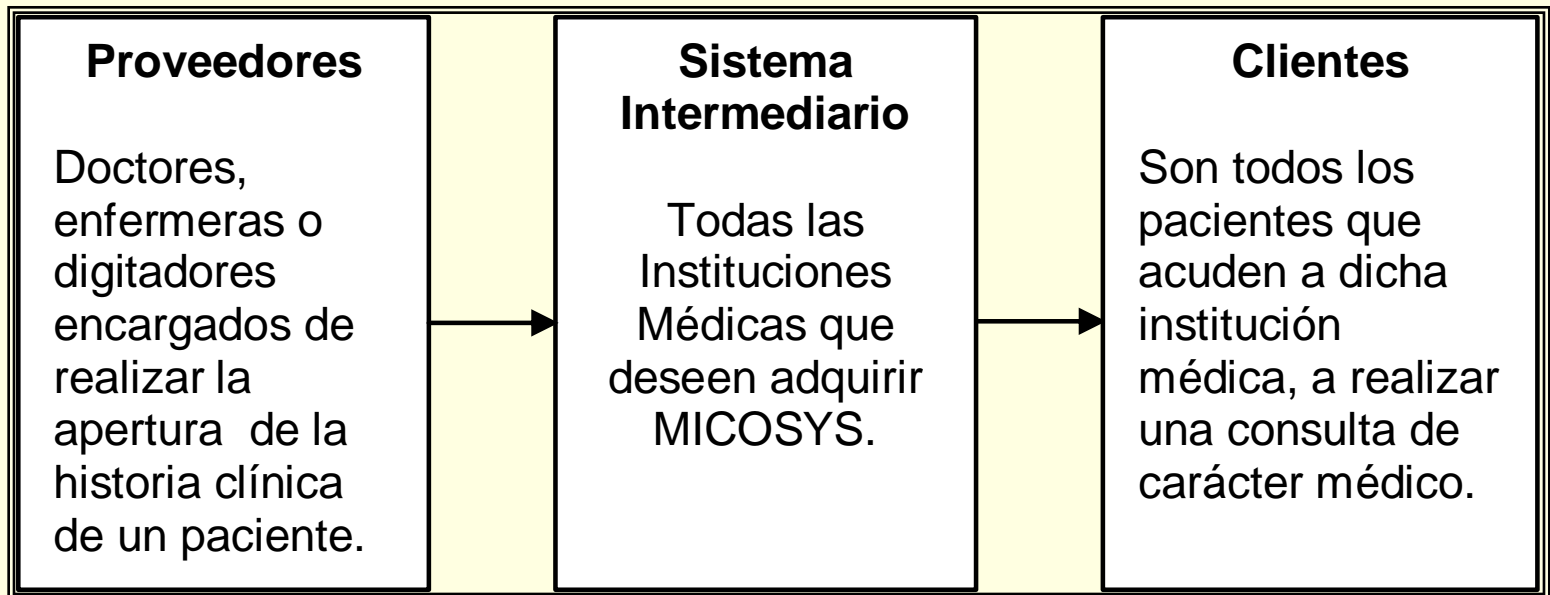 Proveedores
Doctores,
enfermeras o
digitadores
encargados de
realizar la
apertura  de la
historia clínica
de un paciente.
Sistema
Intermediario
Todas las
Instituciones
Médicas que
deseen adquirir
MICOSYS.
Clientes
Son todos los
pacientes que
acuden a dicha
institución
médica, a realizar
una consulta de
carácter médico.